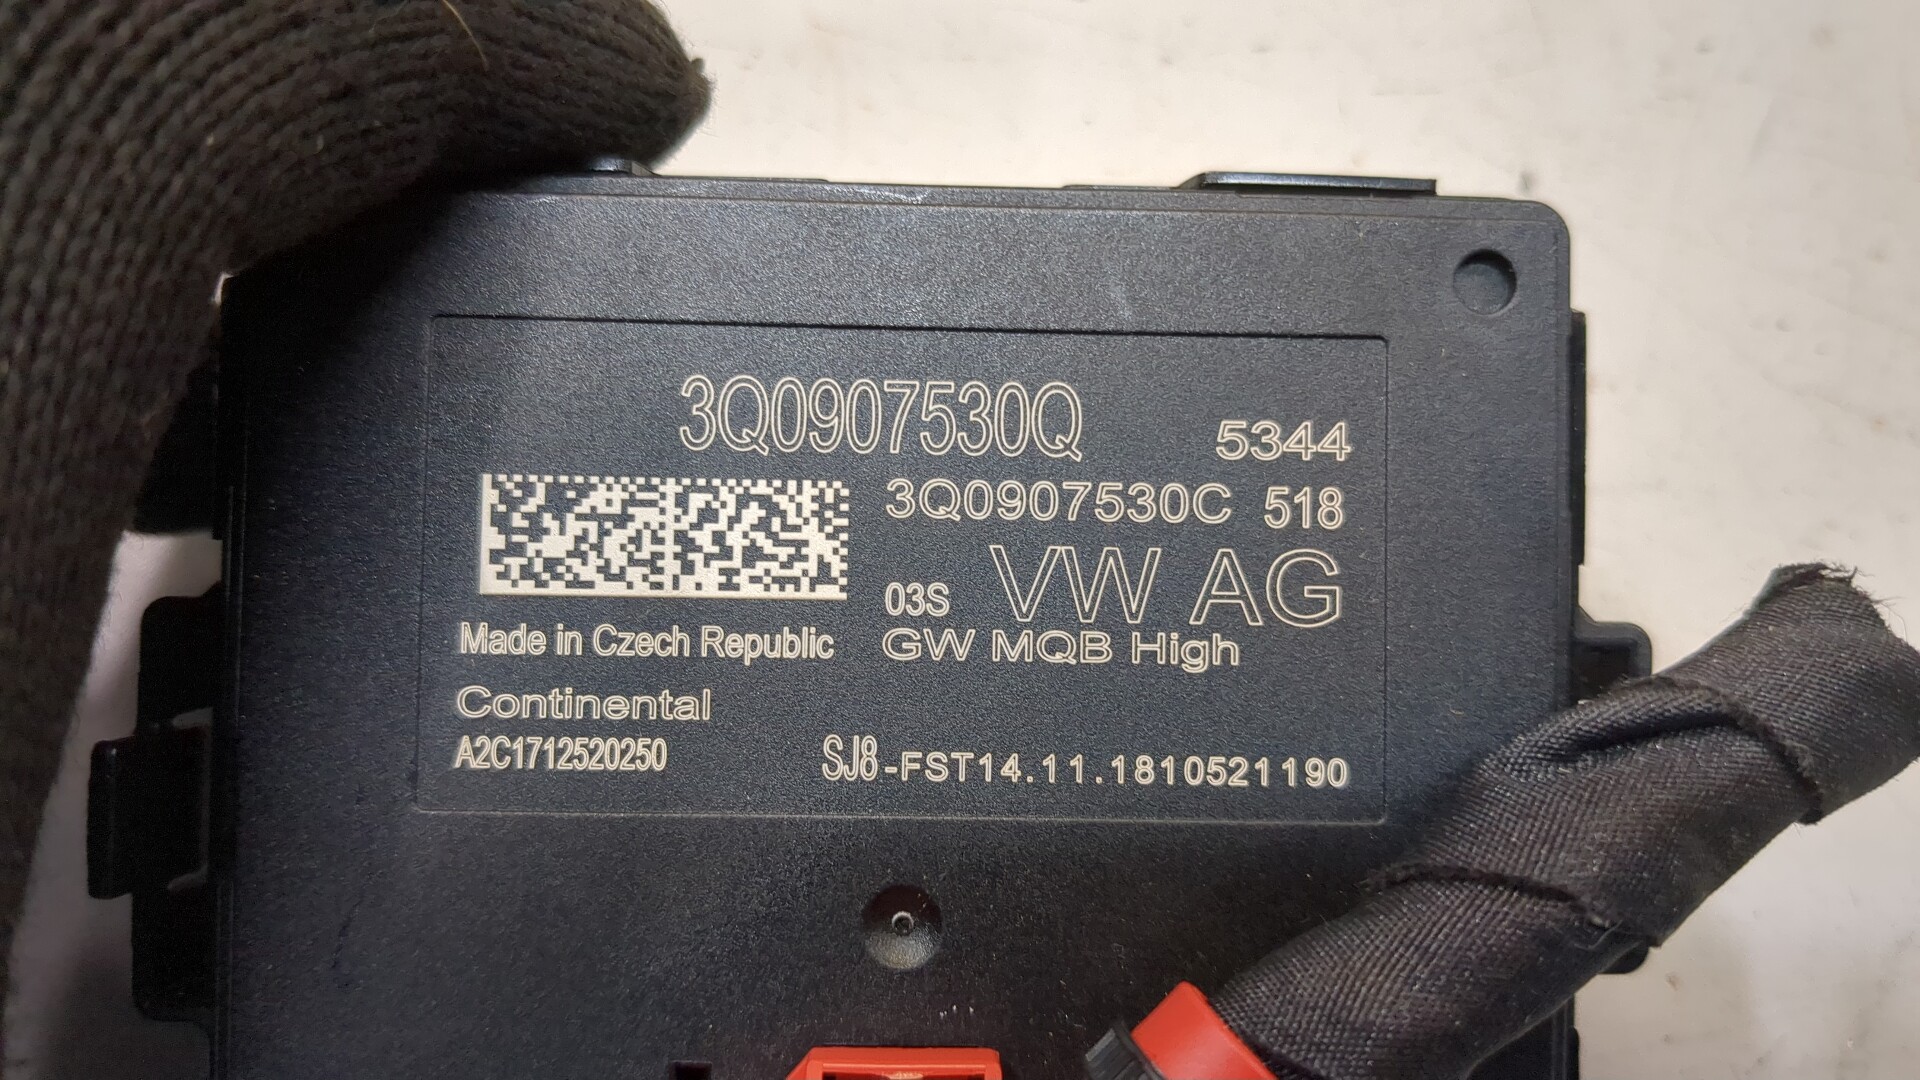 3Q0907530Q 5344
3Q0907530C 518
03S VW AG
Made in Czech Republic GW MQB High
Continental
A2C1712520250 SJ8-FST14.11.1810521190